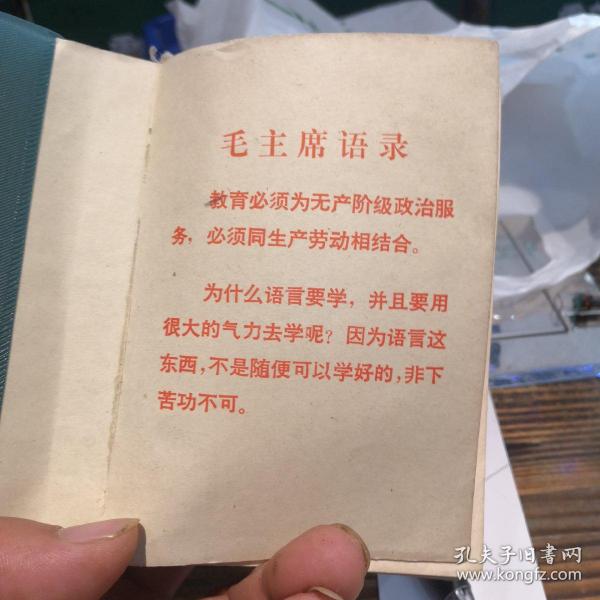 毛主席语录
教育必须为无产阶级政治服
务，必须同生产劳动相结合。
为什么语言要学，并且要用
很大的气力去学呢？因为语言这
东西，不是随便可以学好的，非下
苦功不可。
孔夫子旧书网
www.kongfz.com